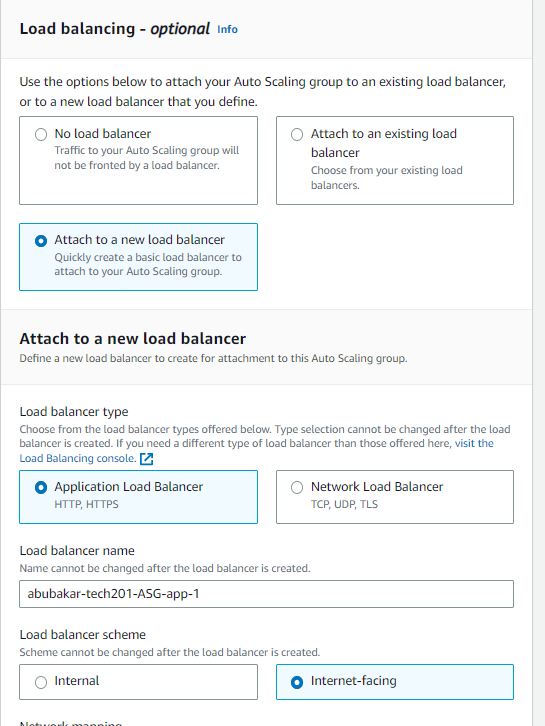 Load balancing - optional Info
Use the options below to attach your Auto Scaling group to an existing load balancer,
or to a new load balancer that you define.
No load balancer
Traffic to your Auto Scaling group will
not be fronted by a load balancer.
Attach to an existing load
balancer
Choose from your existing load
balancers.
Attach to a new load balancer
Quickly create a basic load balancer to
attach to your Auto Scaling group.
Attach to a new load balancer
Define a new load balancer to create for attachment to this Auto Scaling group.
Load balancer type
Choose from the load balancer types offered below. Type selection cannot be changed after the load
balancer is created. If you need a different type of load balancer than those offered here, visit the
Load Balancing console.
Application Load Balancer
HTTP, HTTPS
Network Load Balancer
TCP, UDP, TLS
Load balancer name
Name cannot be changed after the load balancer is created.
abubakar-tech201-ASG-app-1
Load balancer scheme
Scheme cannot be changed after the load balancer is created.
Internal
Internet-facing
Network mapping